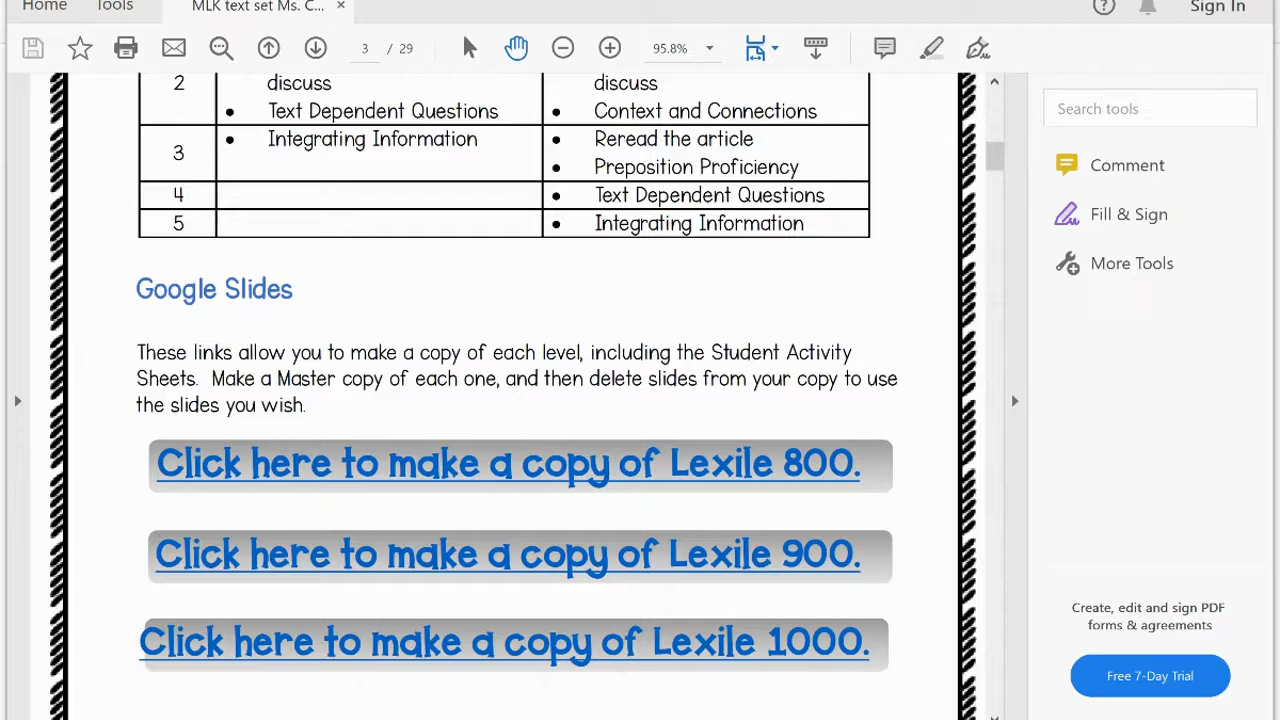 Home Tools MLK text set Ms. C... ×
Sign In
3 / 29 95.8%
2 discuss discuss
• Text Dependent Questions • Context and Connections
3 • Integrating Information • Reread the article
• Preposition Proficiency
4 • Text Dependent Questions
5 • Integrating Information
Google Slides
These links allow you to make a copy of each level, including the Student Activity
Sheets. Make a Master copy of each one, and then delete slides from your copy to use
the slides you wish.
Click here to make a copy of Lexile 800.
Click here to make a copy of Lexile 900.
Click here to make a copy of Lexile 1000.
Search tools
Comment
Fill & Sign
More Tools
Create, edit and sign PDF
forms & agreements
Free 7-Day Trial